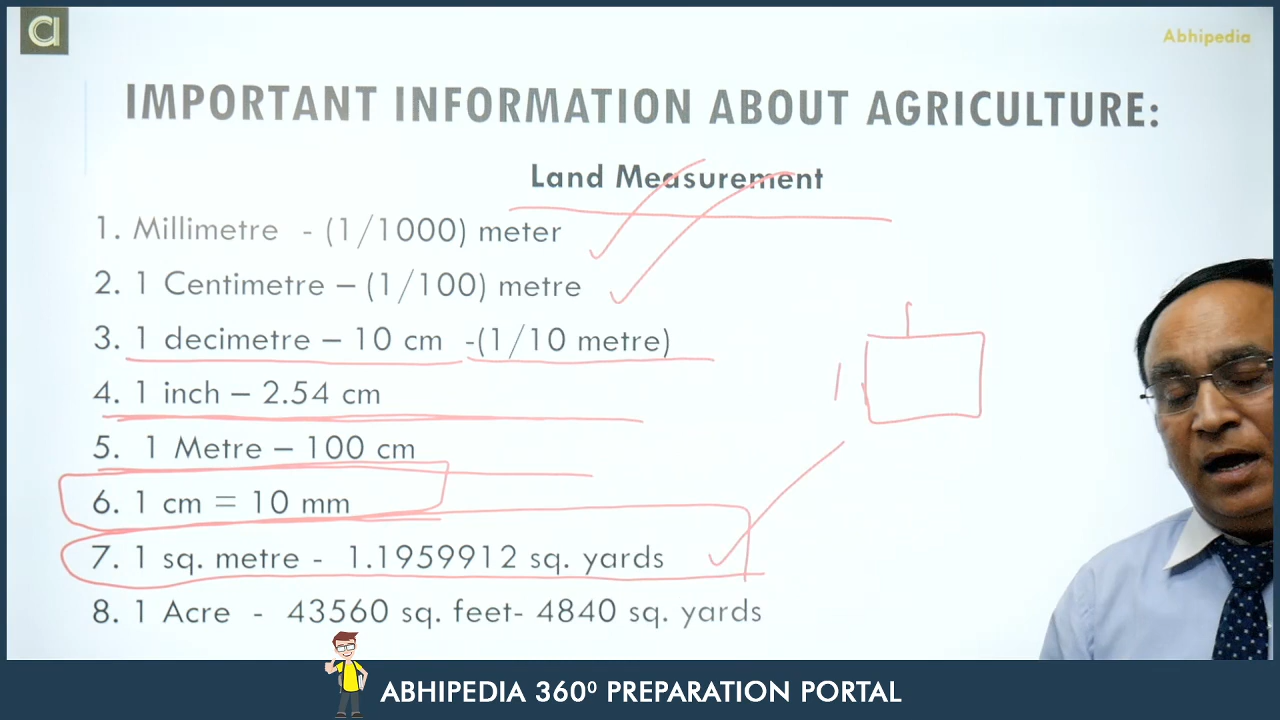 Abhipedia
IMPORTANT INFORMATION ABOUT AGRICULTURE:
Land Measurement
1. Millimetre - (1/1000) meter
2. 1 Centimetre – (1/100) metre
3. 1 decimetre – 10 cm -(1/10 metre)
4. 1 inch – 2.54 cm
5. 1 Metre – 100 cm
6. 1 cm = 10 mm
7. 1 sq. metre - 1.1959912 sq. yards
8. 1 Acre - 43560 sq. feet- 4840 sq. yards
ABHIPEDIA 360⁰ PREPARATION PORTAL